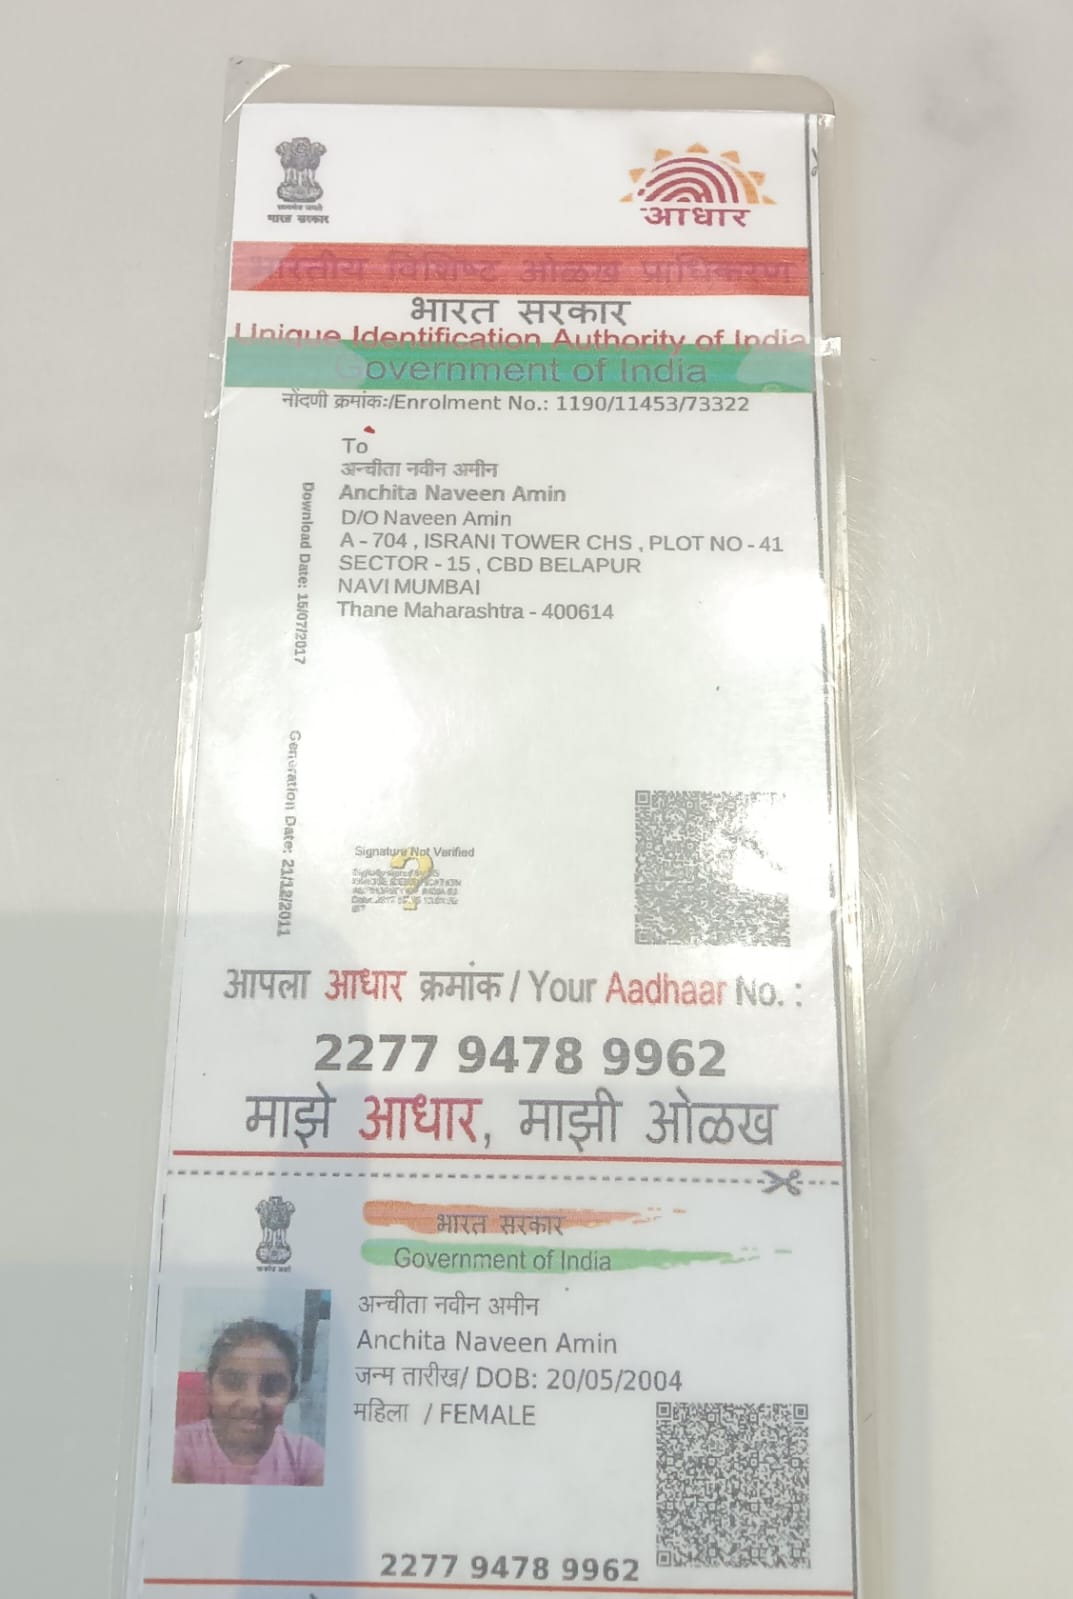 भारत सरकार
आधार
भारतीय विशिष्ट ओळख प्राधिकरण
भारत सरकार
Unique Identification Authority of India
Government of India
नोंदणी क्रमांक:/Enrolment No.: 1190/11453/73322
To
अन्चीता नवीन अमीन
Anchita Naveen Amin
D/O Naveen Amin
A - 704 , ISRANI TOWER CHS , PLOT NO - 41
SECTOR - 15 , CBD BELAPUR
NAVI MUMBAI
Thane Maharashtra - 400614
Download Date: 15/07/2017
Generation Date: 21/12/2011
Signature Not Verified
आपला आधार क्रमांक / Your Aadhaar No. :
2277 9478 9962
माझे आधार, माझी ओळख
भारत सरकार
Government of India
अन्चीता नवीन अमीन
Anchita Naveen Amin
जन्म तारीख/ DOB: 20/05/2004
महिला / FEMALE
2277 9478 9962